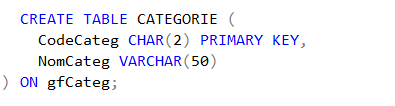 CREATE TABLE CATEGORIE (
CodeCateg CHAR(2) PRIMARY KEY,
NomCateg VARCHAR(50)
) ON gfCateg;